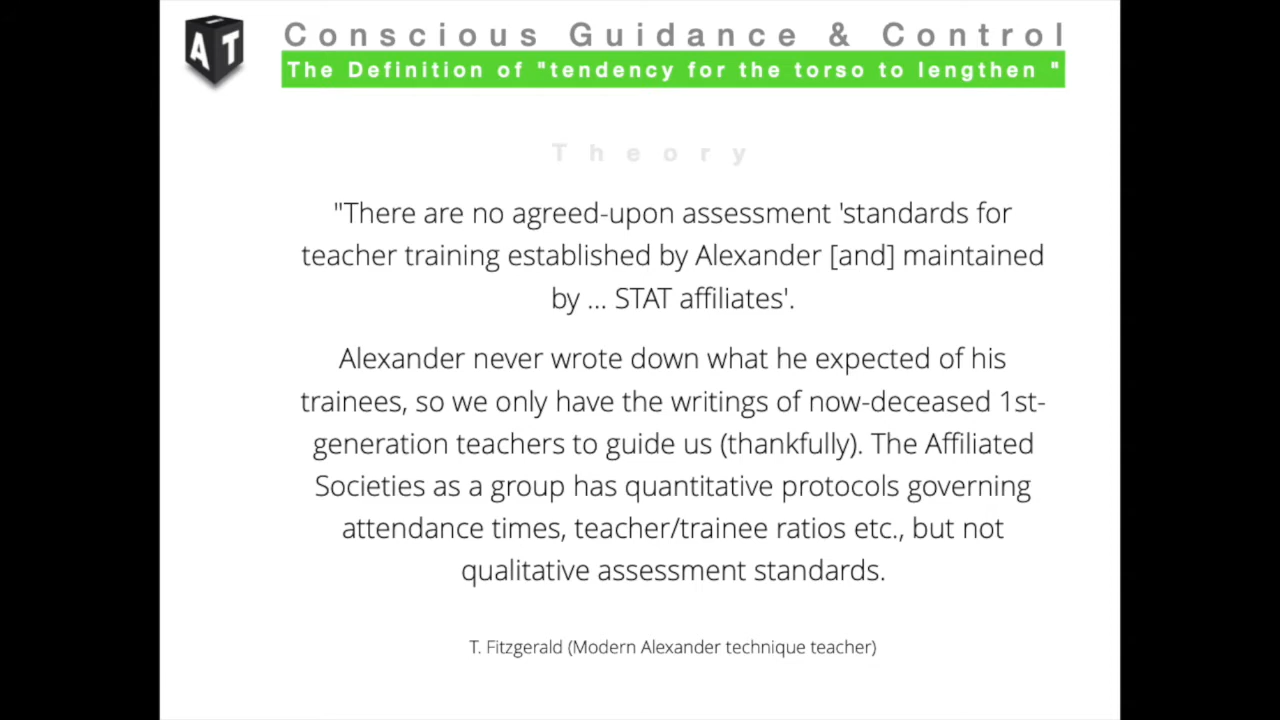 AT
Conscious Guidance & Control
The Definition of "tendency for the torso to lengthen "
Theory
"There are no agreed-upon assessment 'standards for
teacher training established by Alexander [and] maintained
by ... STAT affiliates'.
Alexander never wrote down what he expected of his
trainees, so we only have the writings of now-deceased 1st-
generation teachers to guide us (thankfully). The Affiliated
Societies as a group has quantitative protocols governing
attendance times, teacher/trainee ratios etc., but not
qualitative assessment standards.
T. Fitzgerald (Modern Alexander technique teacher)